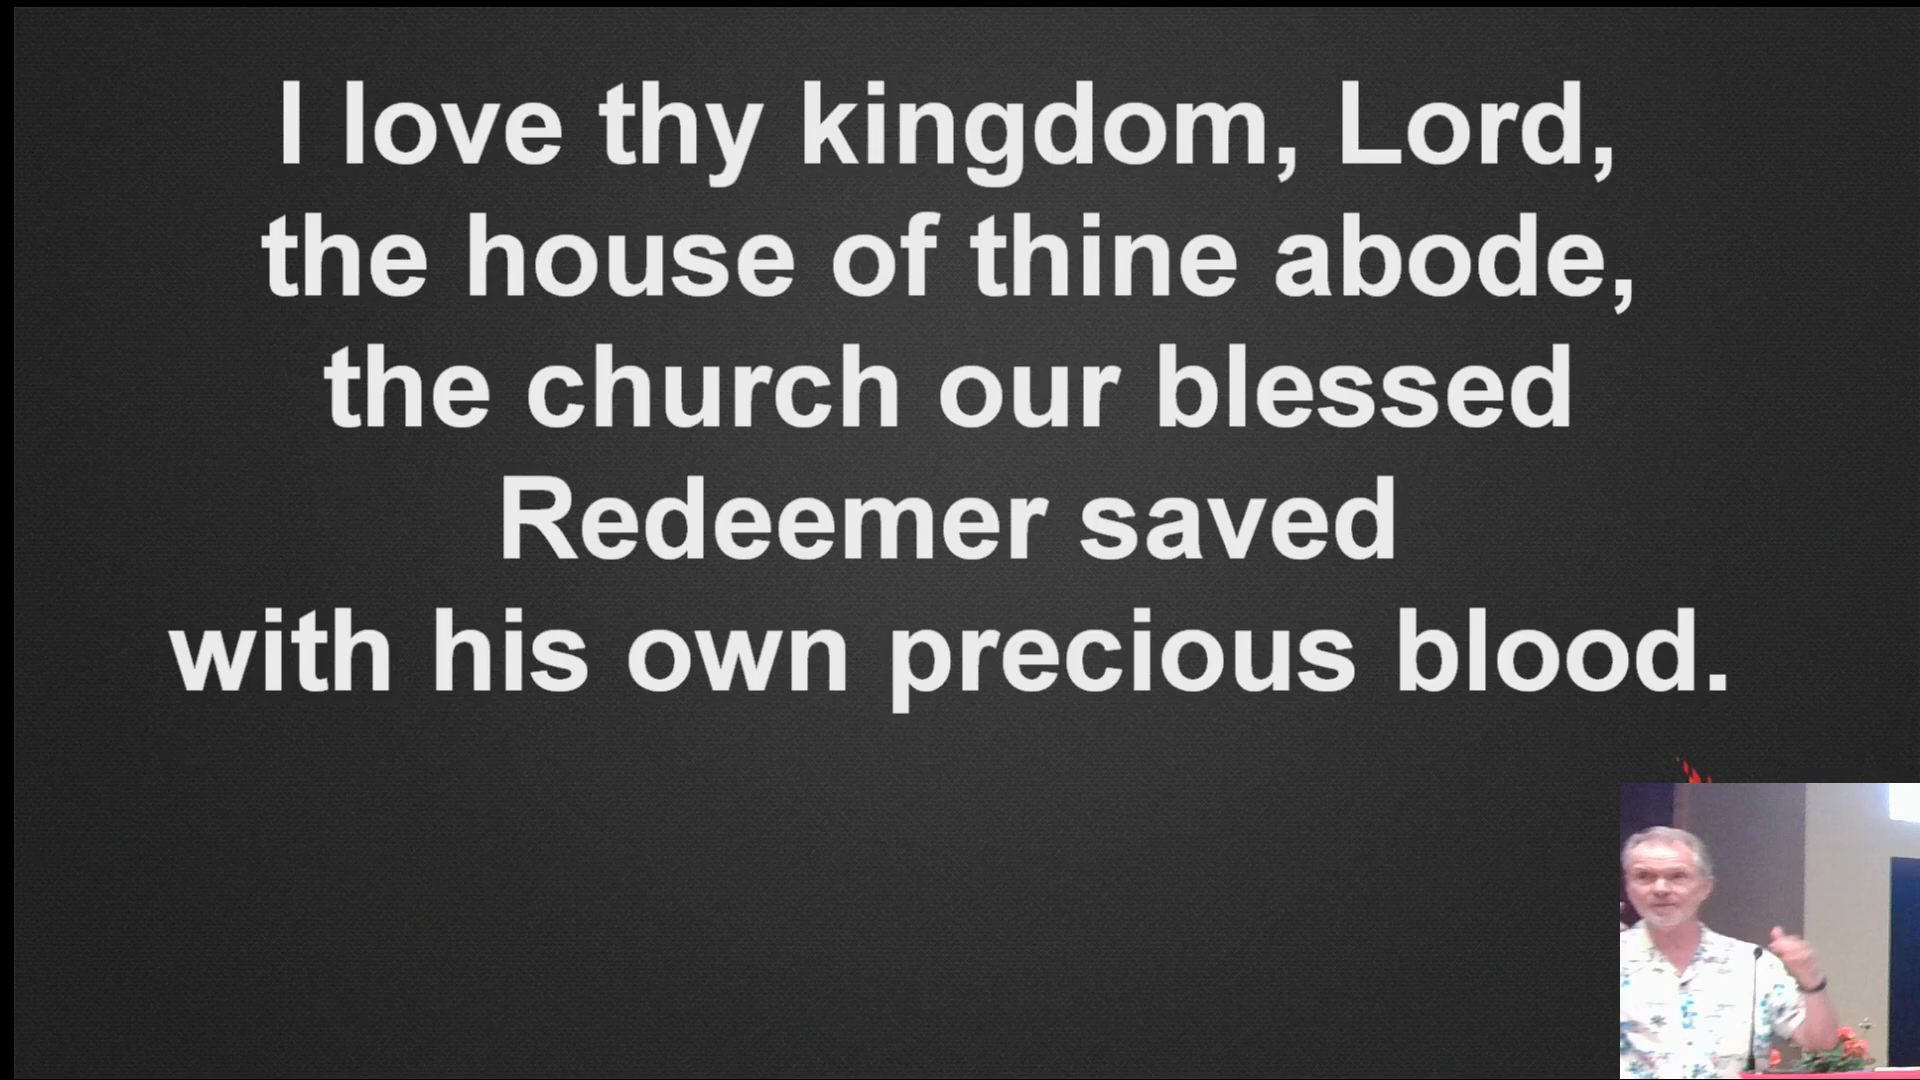 I love thy kingdom, Lord,
the house of thine abode,
the church our blessed
Redeemer saved
with his own precious blood.